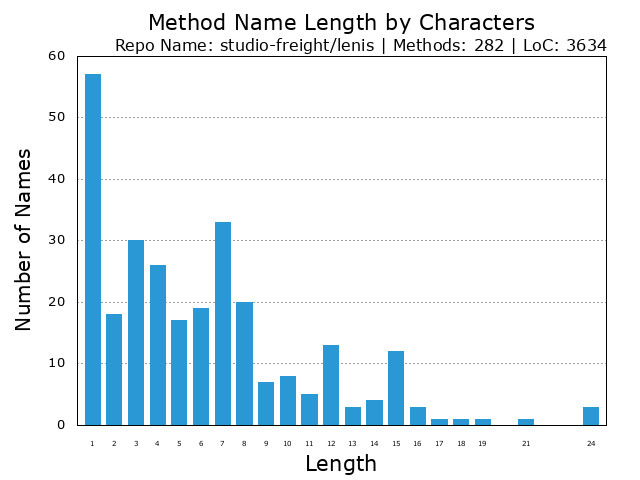 Method Name Length by Characters
Repo Name: studio-freight/lenis | Methods: 282 | LoC: 3634
60
50
40
30
20
10
0
Number of Names
1 2 3 4 5 6 7 8 9 10 11 12 13 14 15 16 17 18 19 21 24
Length